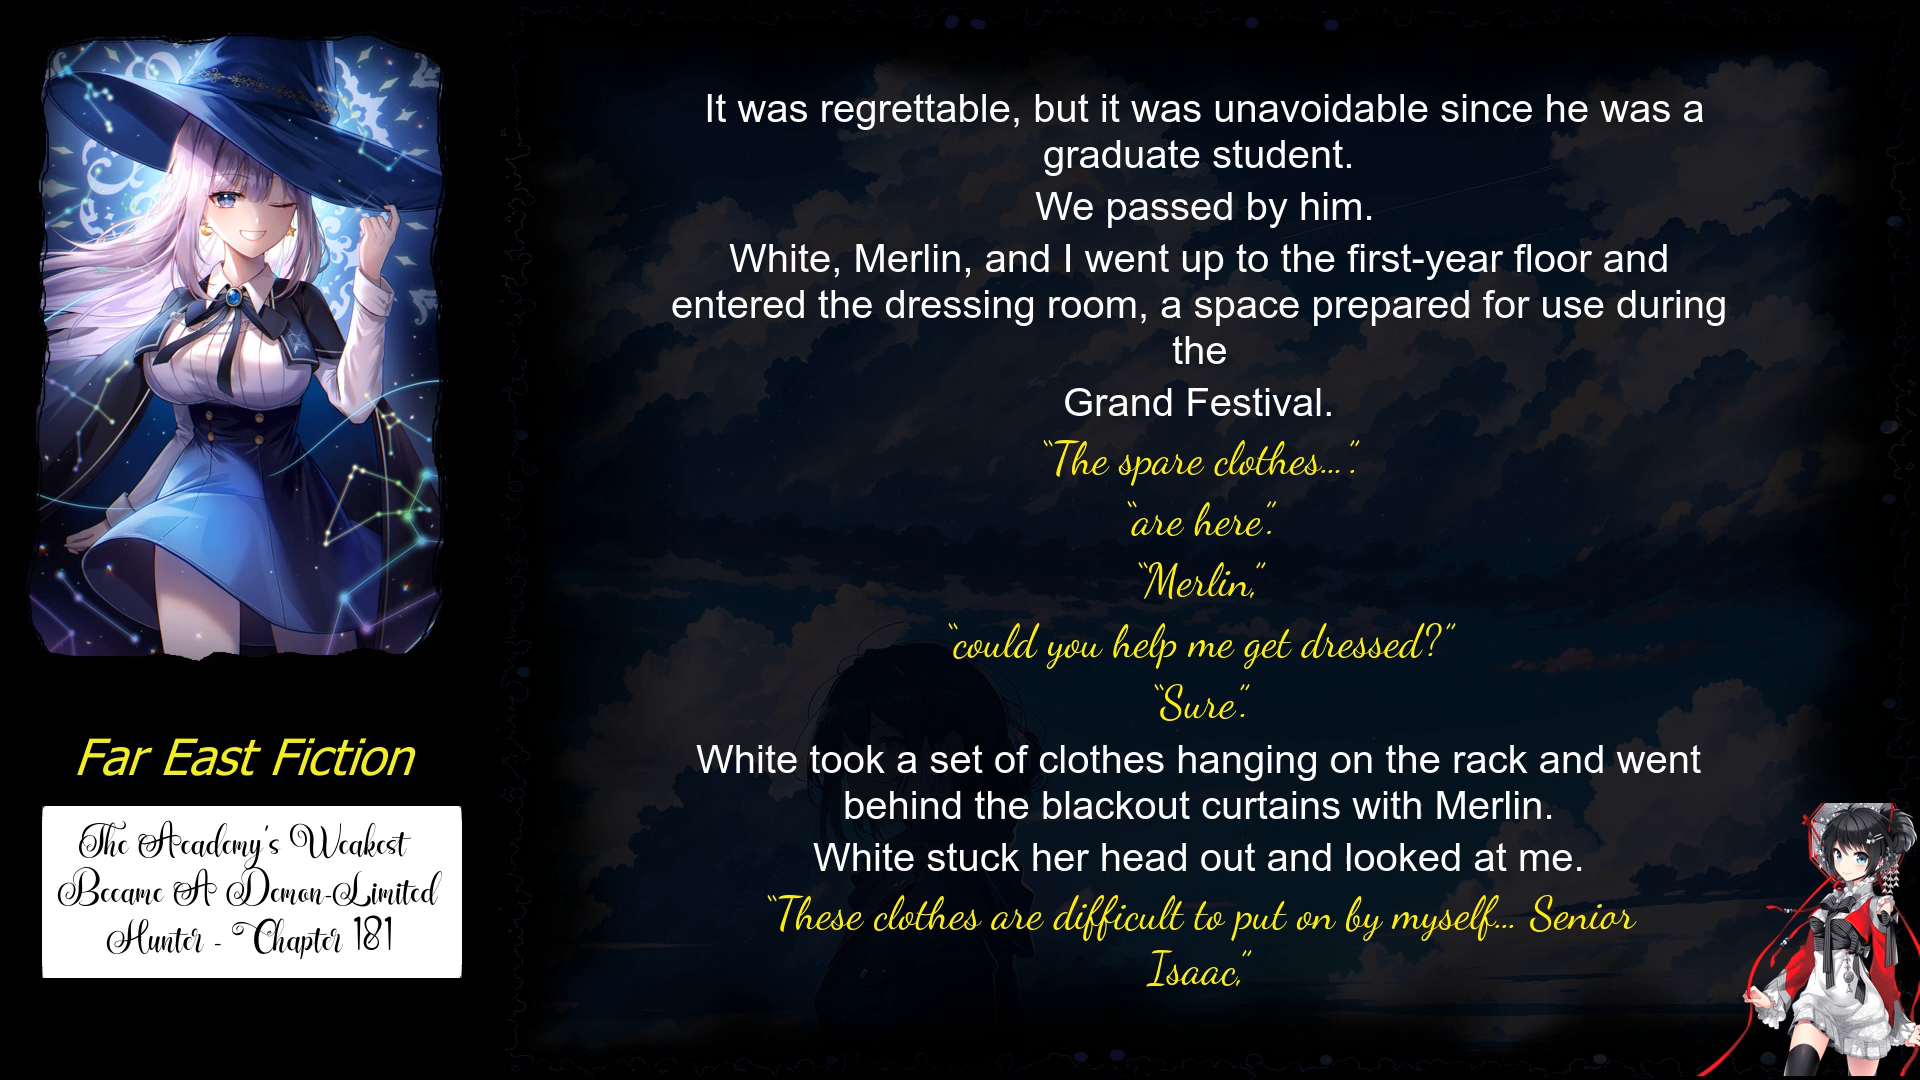 It was regrettable, but it was unavoidable since he was a
graduate student.
We passed by him.
White, Merlin, and I went up to the first-year floor and
entered the dressing room, a space prepared for use during
the
Grand Festival.
“The spare clothes…”.
“are here”.
“Merlin,”
“could you help me get dressed?”
“Sure”.
White took a set of clothes hanging on the rack and went
behind the blackout curtains with Merlin.
White stuck her head out and looked at me.
“These clothes are difficult to put on by myself… Senior
Isaac,”
Far East Fiction
The Academy's Weakest
Became A Demon-Limited
Hunter - Chapter 181